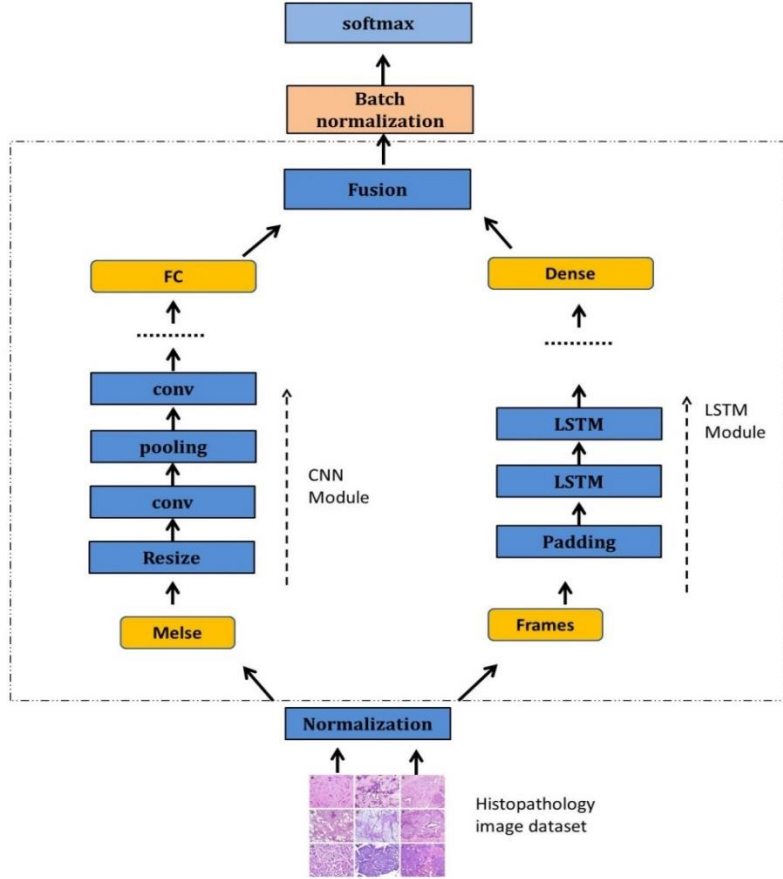 softmax
Batch
normalization
Fusion
FC
Dense
conv
pooling
conv
Resize
CNN
Module
LSTM
LSTM
Padding
LSTM
Module
Melse
Frames
Normalization
Histopathology
image dataset